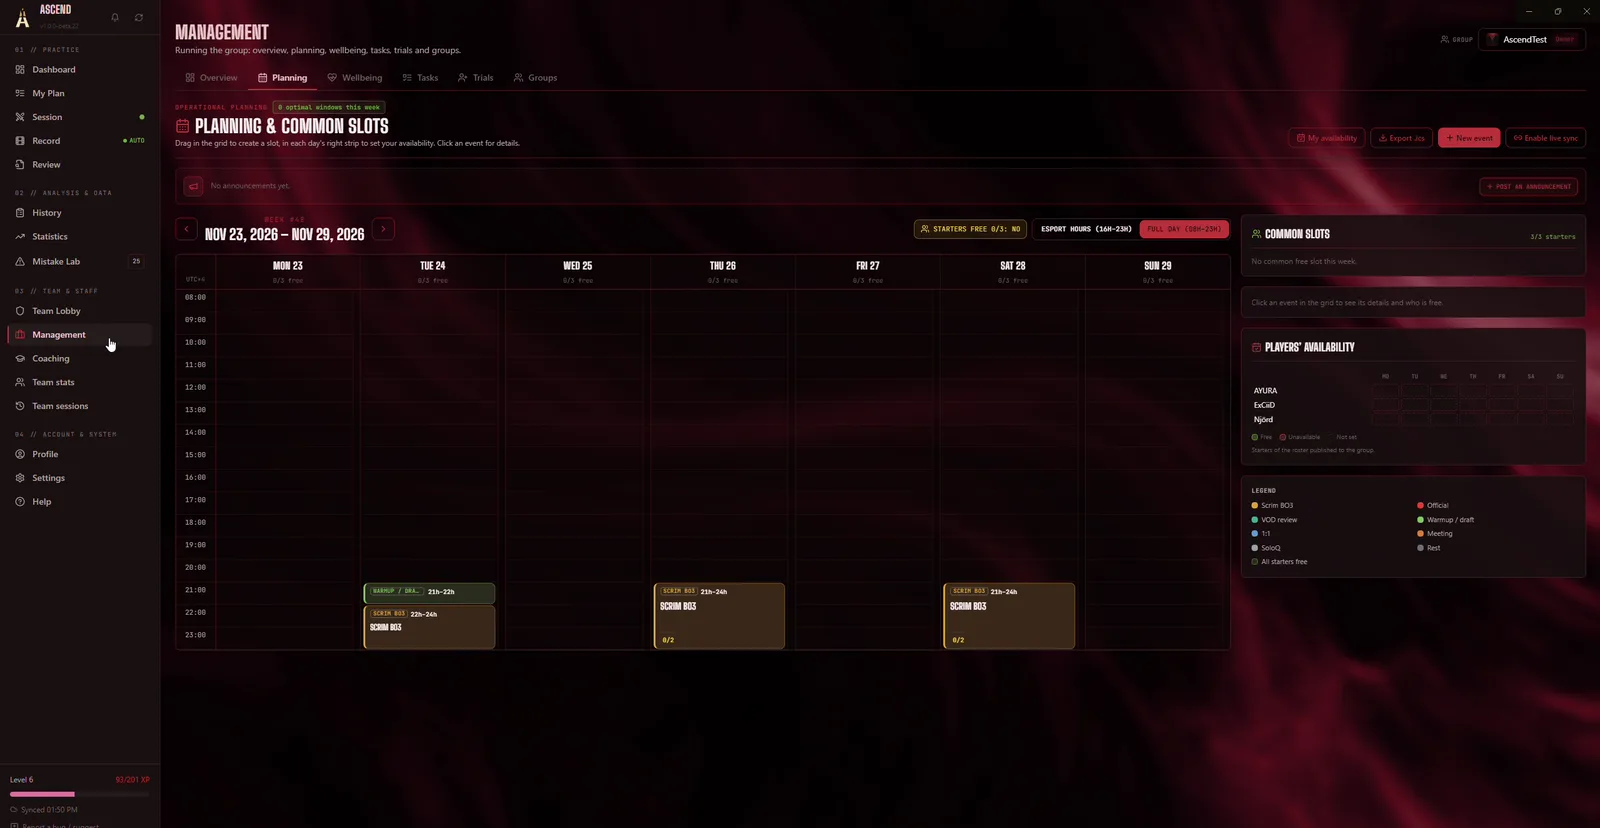 ASCEND
01 // PRACTICE
Dashboard
My Plan
Session
Record
AUTO
Review
02 // ANALYSIS & DATA
History
Statistics
Mistake Lab
25
03 // TEAM & STAFF
Team Lobby
Management
Coaching
Team stats
Team sessions
04 // ACCOUNT & SYSTEM
Profile
Settings
Help
Level 6
93/201 XP
Synced 01:50 PM
Report a bug / suggest
MANAGEMENT
Running the group: overview, planning, wellbeing, tasks, trials and groups.
GROUP
AscendTest
Overview
Planning
Wellbeing
Tasks
Trials
Groups
OPERATIONAL PLANNING
0 optimal windows this week
PLANNING & COMMON SLOTS
Drag in the grid to create a slot, in each day's right strip to set your availability. Click an event for details.
My availability
Export .ics
+ New event
Enable live sync
No announcements yet.
+ POST AN ANNOUNCEMENT
WEEK #48
NOV 23, 2026 – NOV 29, 2026
STARTERS FREE 0/3: NO
ESPORT HOURS (16H–23H)
FULL DAY (08H–23H)
MON 23
TUE 24
WED 25
THU 26
FRI 27
SAT 28
SUN 29
0/3 free
0/3 free
0/3 free
0/3 free
0/3 free
0/3 free
0/3 free
08:00
09:00
10:00
11:00
12:00
13:00
14:00
15:00
16:00
17:00
18:00
19:00
20:00
21:00
22:00
23:00
WARMUP / DRA…
21h–22h
SCRIM BO3
22h–24h
SCRIM BO3
SCRIM BO3
21h–24h
SCRIM BO3
0/2
SCRIM BO3
21h–24h
SCRIM BO3
0/2
COMMON SLOTS
3/3 starters
No common free slot this week.
Click an event in the grid to see its details and who is free.
PLAYERS' AVAILABILITY
MO
TU
WE
TH
FR
SA
SU
AYURA
ExCiiD
Njörd
Free
Unavailable
Not set
Starters of the roster published to the group.
LEGEND
Scrim BO3
Official
VOD review
Warmup / draft
1:1
Meeting
SoloQ
Rest
All starters free